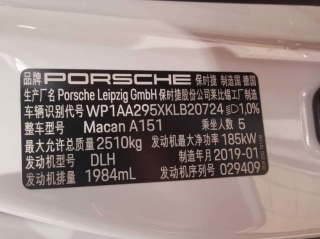 品牌 PORSCHE 保时捷 制造国 德国
生产厂名 Porsche Leipzig GmbH 保时捷股份公司莱比锡工厂制造
车辆识别代号 WP1AA295XKLB20724 1,0%
整车型号 Macan A151 乘坐人数 5
最大允许总质量 2510kg 发动机最大净功率 185kW
发动机型号 DLH 制造年月 2019-01
发动机排量 1984mL 发动机序列号 029409